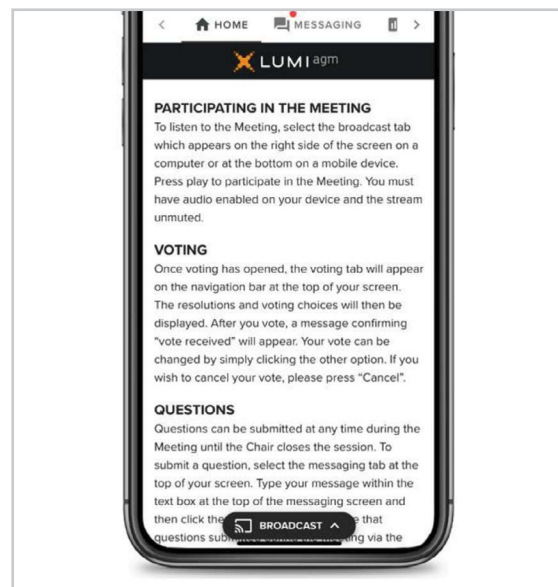 HOME MESSAGING
LUMI agm
PARTICIPATING IN THE MEETING
To listen to the Meeting, select the broadcast tab
which appears on the right side of the screen on a
computer or at the bottom on a mobile device.
Press play to participate in the Meeting. You must
have audio enabled on your device and the stream
unmuted.
VOTING
Once voting has opened, the voting tab will appear
on the navigation bar at the top of your screen.
The resolutions and voting choices will then be
displayed. After you vote, a message confirming
"vote received" will appear. Your vote can be
changed by simply clicking the other option. If you
wish to cancel your vote, please press "Cancel".
QUESTIONS
Questions can be submitted at any time during the
Meeting until the Chair closes the session. To
submit a question, select the messaging tab at the
top of your screen. Type your message within the
text box at the top of the messaging screen and
then click the that
BROADCAST
questions via the